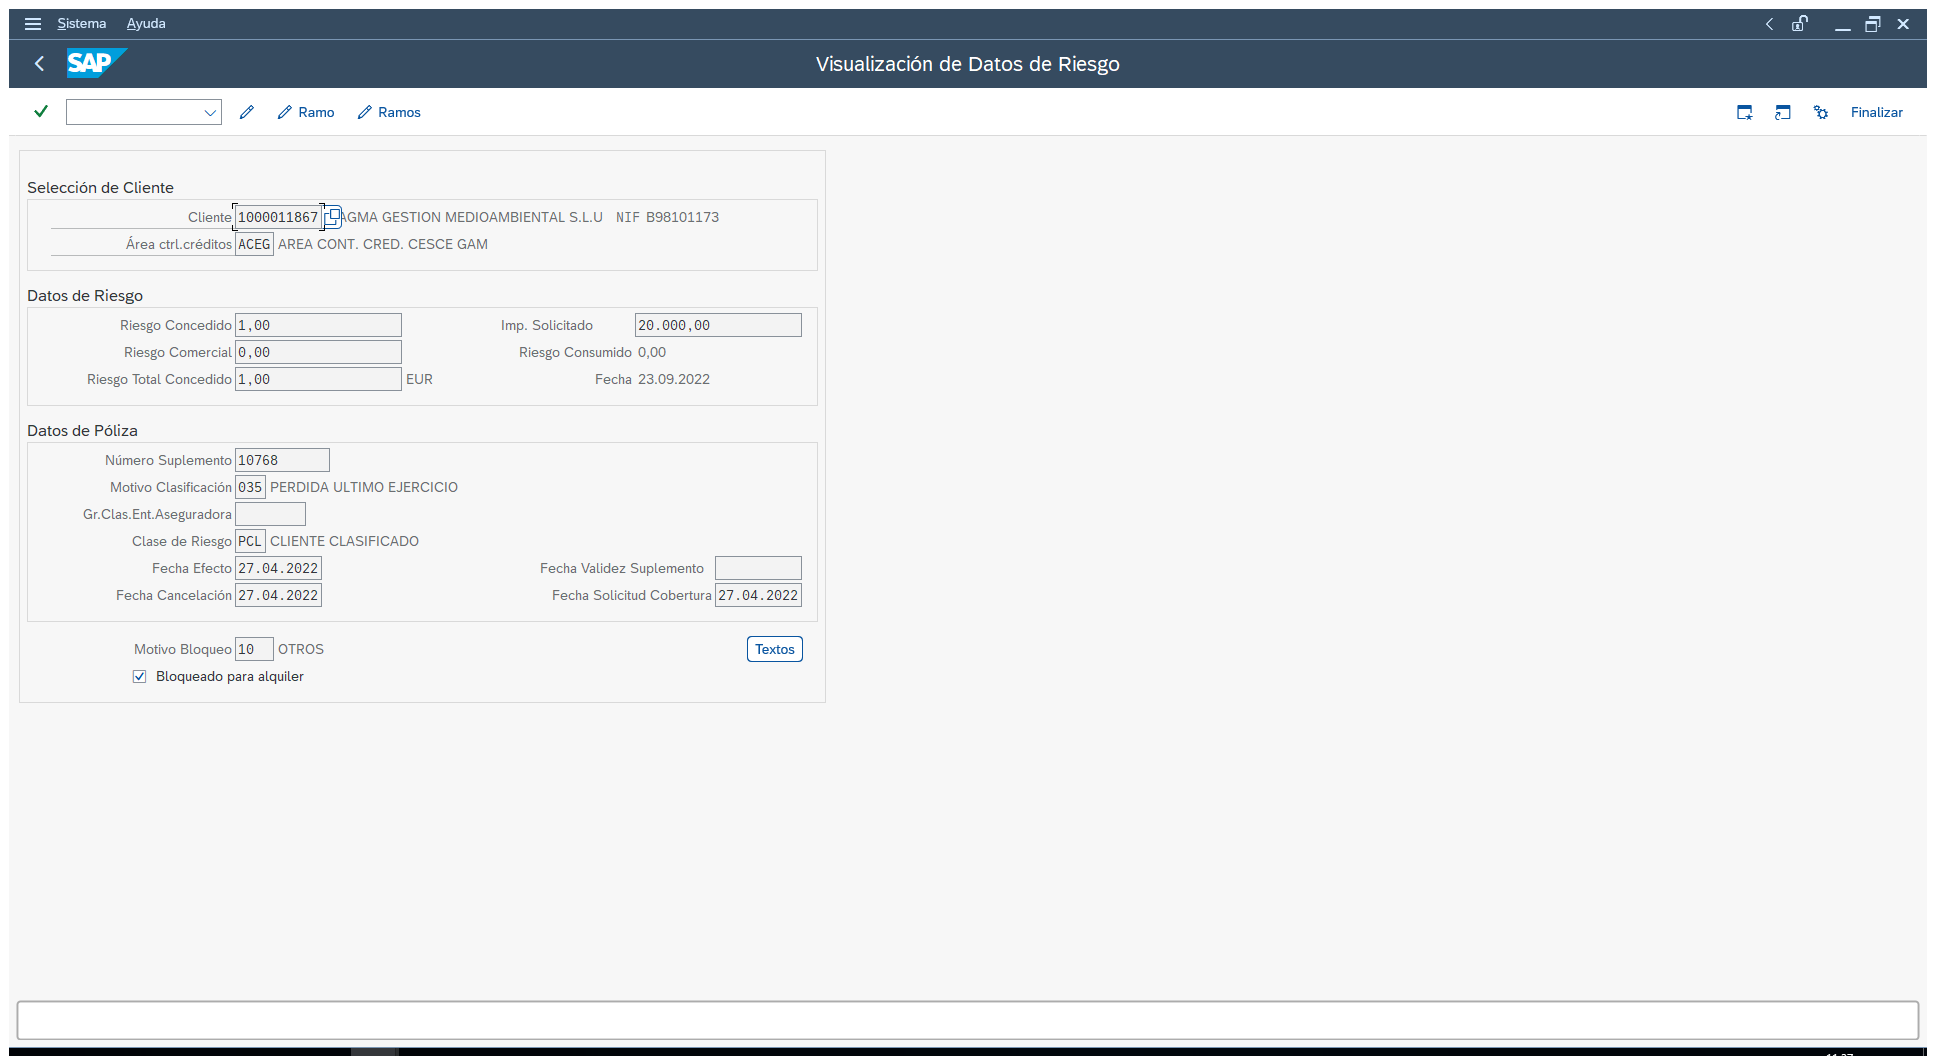 Sistema Ayuda
SAP Visualización de Datos de Riesgo
Ramo Ramos Finalizar
Selección de Cliente
Cliente 1000011867 AGMA GESTION MEDIOAMBIENTAL S.L.U NIF B98101173
Área ctrl.créditos ACEG AREA CONT. CRED. CESCE GAM
Datos de Riesgo
Riesgo Concedido 1,00 Imp. Solicitado 20.000,00
Riesgo Comercial 0,00 Riesgo Consumido 0,00
Riesgo Total Concedido 1,00 EUR Fecha 23.09.2022
Datos de Póliza
Número Suplemento 10768
Motivo Clasificación 035 PERDIDA ULTIMO EJERCICIO
Gr.Clas.Ent.Aseguradora
Clase de Riesgo PCL CLIENTE CLASIFICADO
Fecha Efecto 27.04.2022 Fecha Validez Suplemento
Fecha Cancelación 27.04.2022 Fecha Solicitud Cobertura 27.04.2022
Motivo Bloqueo 10 OTROS Textos
Bloqueado para alquiler